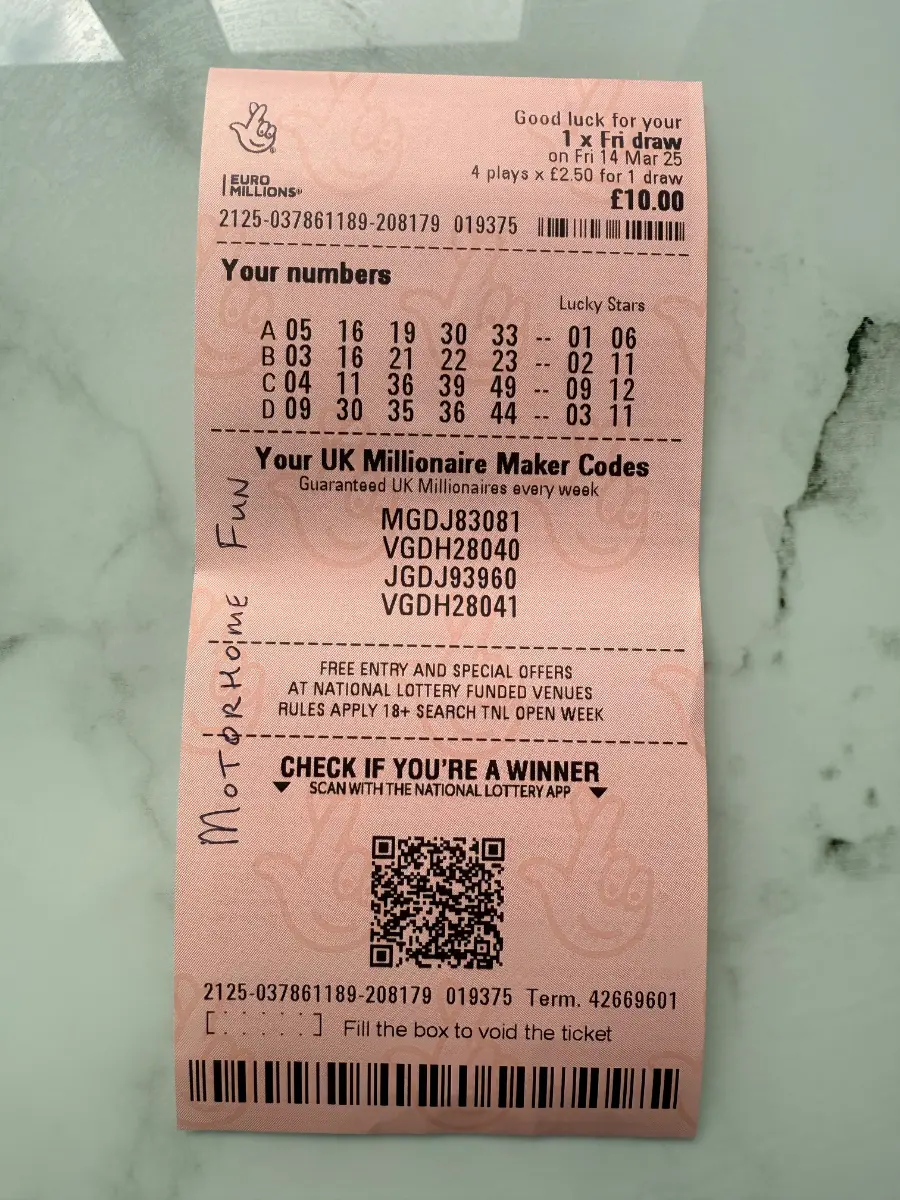 Good luck for your
1 x Fri draw
on Fri 14 Mar 25
4 plays x £2.50 for 1 draw
£10.00
EURO
MILLIONS®
2125-037861189-208179 019375
Your numbers
Lucky Stars
A 05 16 19 30 33 -- 01 06
B 03 16 21 22 23 -- 02 11
C 04 11 36 39 49 -- 09 12
D 09 30 35 36 44 -- 03 11
Your UK Millionaire Maker Codes
Guaranteed UK Millionaires every week
MGDJ83081
VGDH28040
JGDJ93960
VGDH28041
MOTORHOME FUN
FREE ENTRY AND SPECIAL OFFERS
AT NATIONAL LOTTERY FUNDED VENUES
RULES APPLY 18+ SEARCH TNL OPEN WEEK
CHECK IF YOU'RE A WINNER
SCAN WITH THE NATIONAL LOTTERY APP
2125-037861189-208179 019375 Term. 42669601
Fill the box to void the ticket